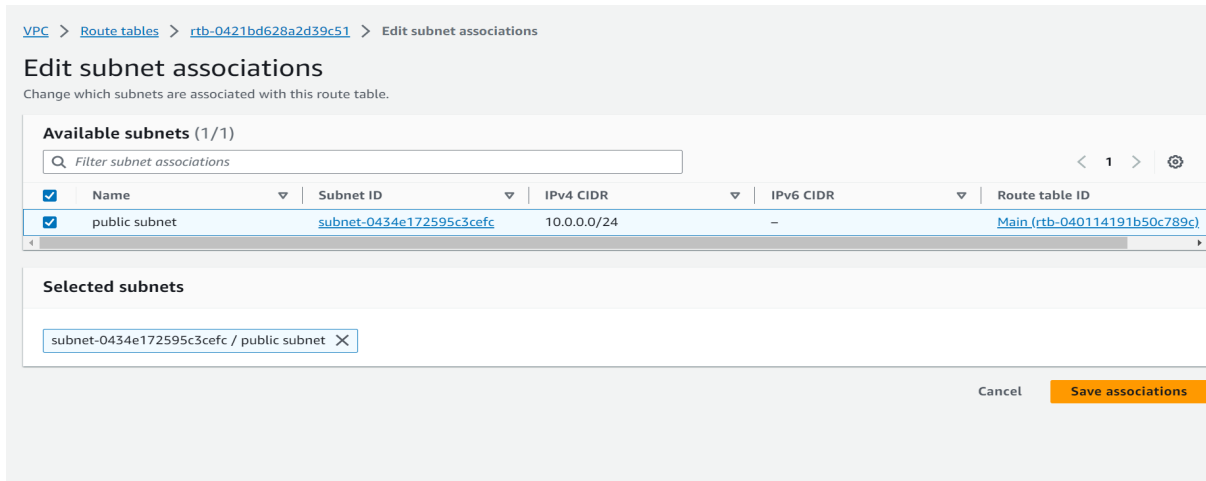 VPC > Route tables > rtb-0421bd628a2d39c51 > Edit subnet associations
Edit subnet associations
Change which subnets are associated with this route table.
Available subnets (1/1)
Filter subnet associations
< 1 >
Name Subnet ID IPv4 CIDR IPv6 CIDR Route table ID
public subnet subnet-0434e172595c3cefc 10.0.0.0/24 – Main (rtb-040114191b50c789c)
Selected subnets
subnet-0434e172595c3cefc / public subnet X
Cancel Save associations